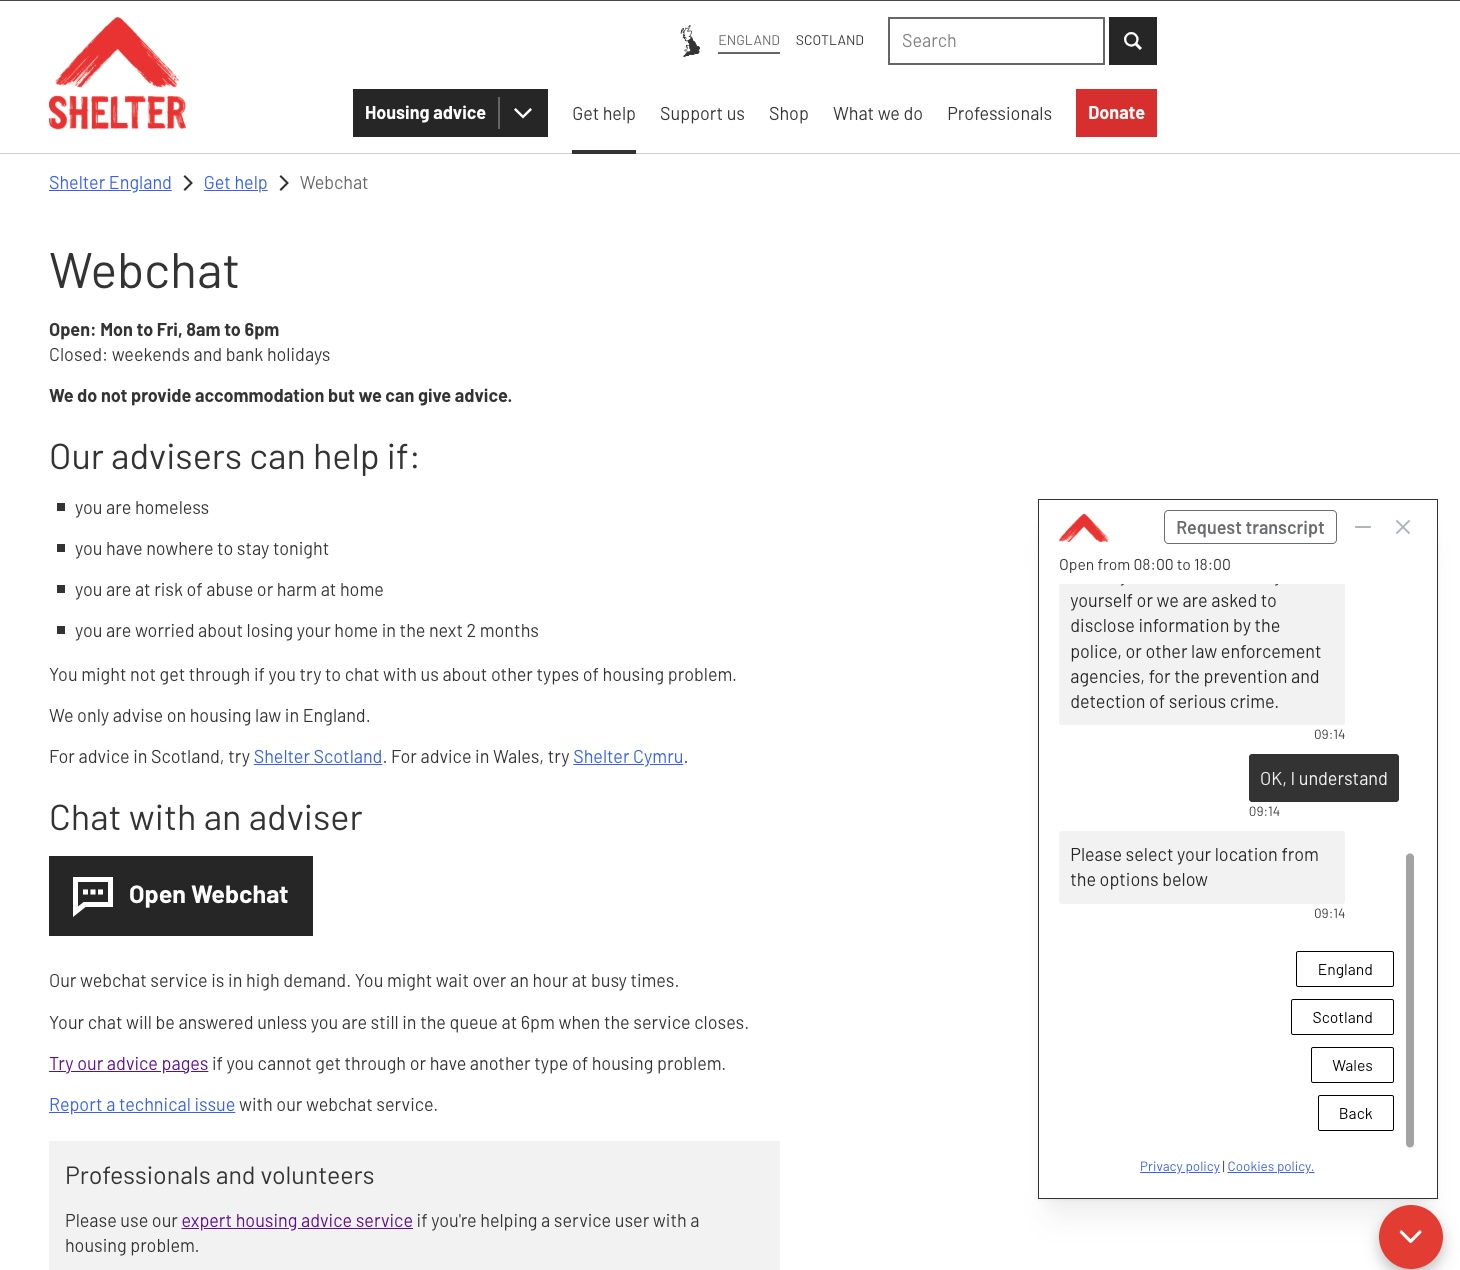 SHELTER
ENGLAND
SCOTLAND
Search
Housing advice
Get help
Support us
Shop
What we do
Professionals
Donate
Shelter England
Get help
Webchat
Webchat
Open: Mon to Fri, 8am to 6pm
Closed: weekends and bank holidays
We do not provide accommodation but we can give advice.
Our advisers can help if:
you are homeless
you have nowhere to stay tonight
you are at risk of abuse or harm at home
you are worried about losing your home in the next 2 months
You might not get through if you try to chat with us about other types of housing problem.
We only advise on housing law in England.
For advice in Scotland, try Shelter Scotland. For advice in Wales, try Shelter Cymru.
Chat with an adviser
Open Webchat
Our webchat service is in high demand. You might wait over an hour at busy times.
Your chat will be answered unless you are still in the queue at 6pm when the service closes.
Try our advice pages if you cannot get through or have another type of housing problem.
Report a technical issue with our webchat service.
Professionals and volunteers
Please use our expert housing advice service if you're helping a service user with a
housing problem.
Request transcript
Open from 08:00 to 18:00
yourself or we are asked to
disclose information by the
police, or other law enforcement
agencies, for the prevention and
detection of serious crime.
09:14
OK, I understand
09:14
Please select your location from
the options below
09:14
England
Scotland
Wales
Back
Privacy policy | Cookies policy.